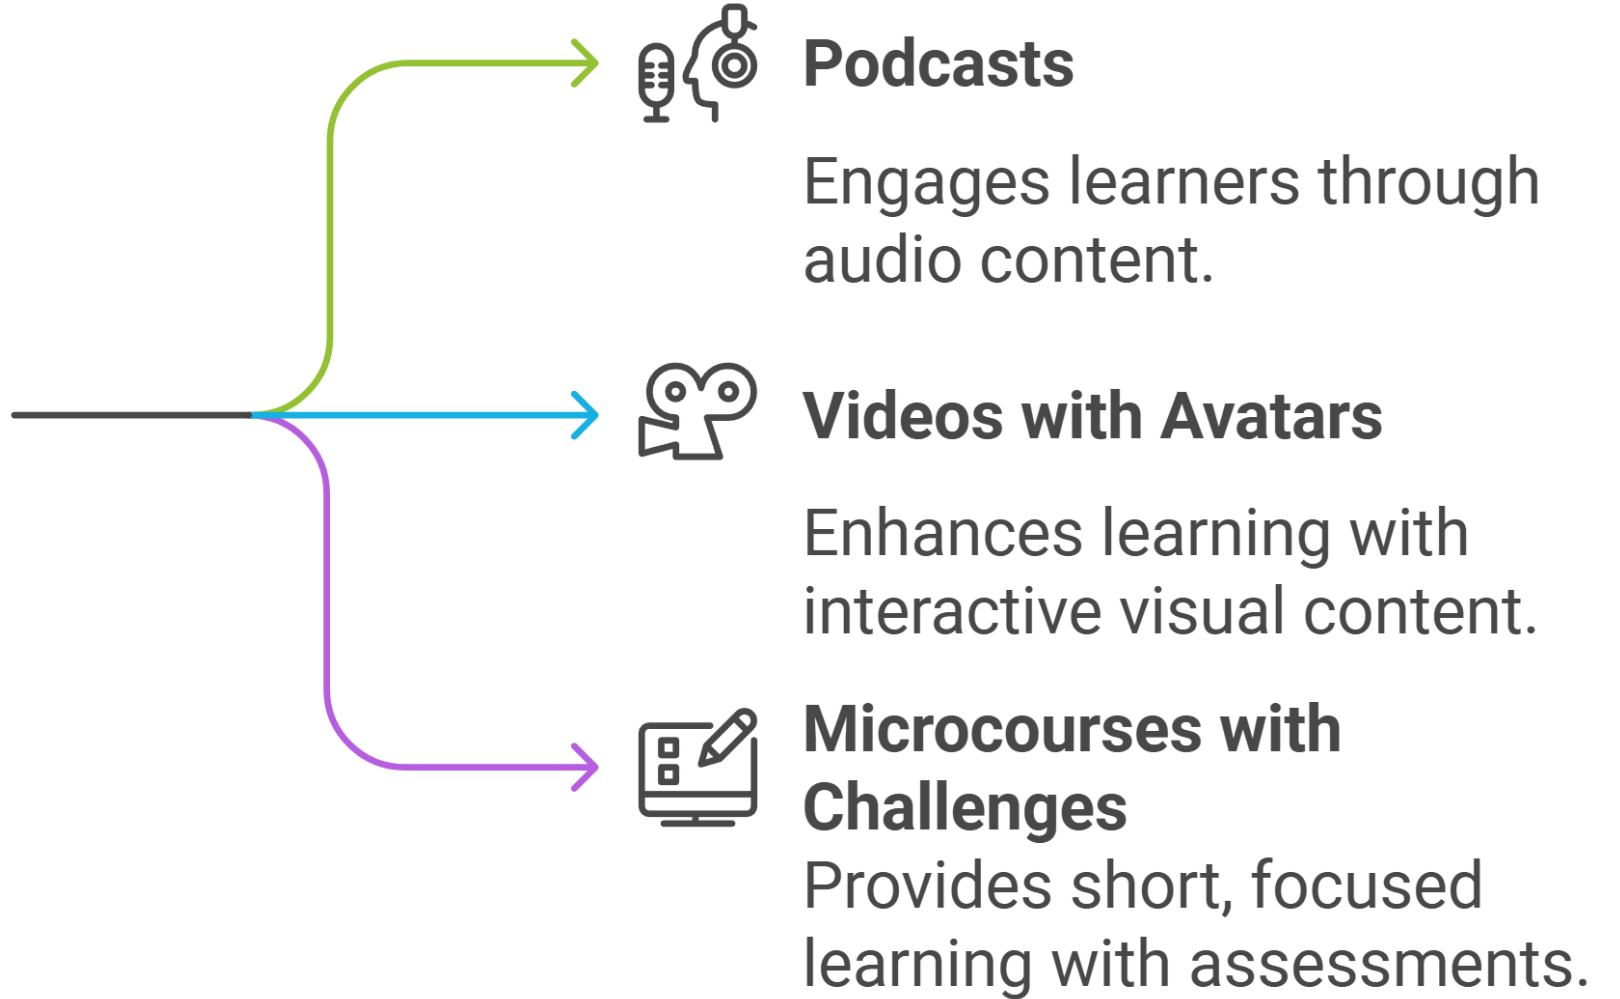 Podcasts
Engages learners through
audio content.
Videos with Avatars
Enhances learning with
interactive visual content.
Microcourses with
Challenges
Provides short, focused
learning with assessments.